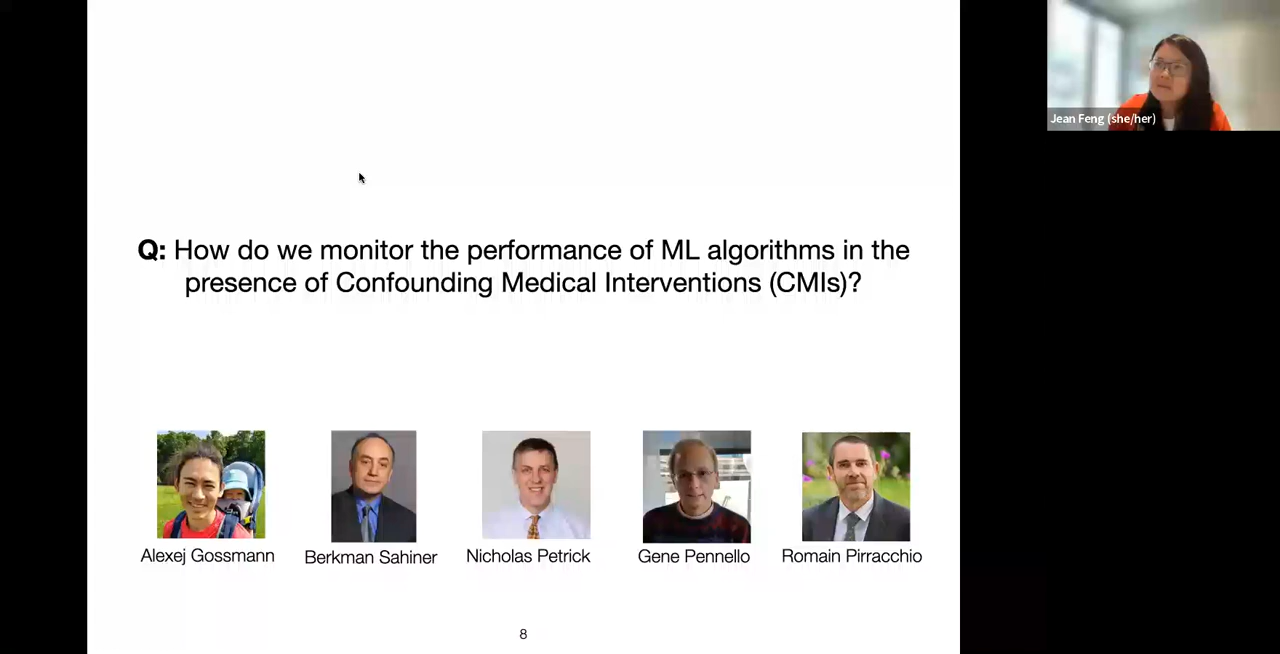 Jean Feng (she/her)
Q: How do we monitor the performance of ML algorithms in the
presence of Confounding Medical Interventions (CMIs)?
Alexej Gossmann
Berkman Sahiner
Nicholas Petrick
Gene Pennello
Romain Pirracchio
8